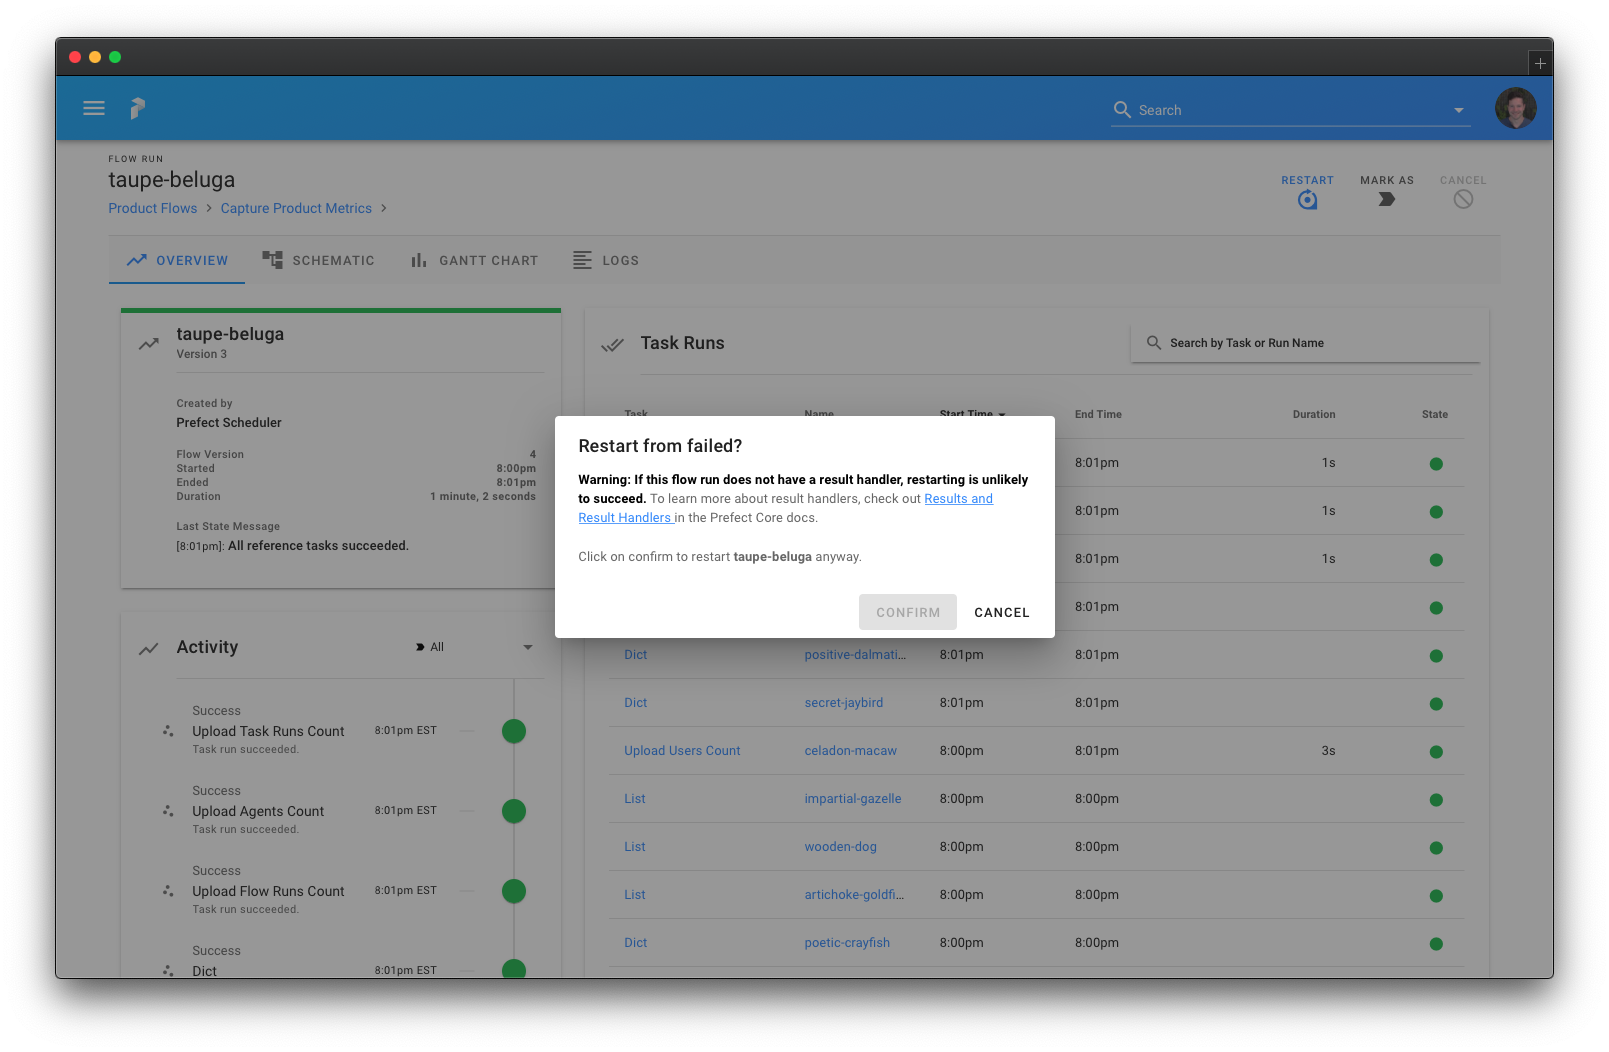 Search
FLOW RUN
taupe-beluga
Product Flows > Capture Product Metrics >
RESTART MARK AS CANCEL
OVERVIEW SCHEMATIC GANTT CHART LOGS
taupe-beluga
Version 3
Created by
Prefect Scheduler
Flow Version 4
Started 8:00pm
Ended 8:01pm
Duration 1 minute, 2 seconds
Last State Message
[8:01pm]: All reference tasks succeeded.
Activity All
Success
Upload Task Runs Count 8:01pm EST
Task run succeeded.
Success
Upload Agents Count 8:01pm EST
Task run succeeded.
Success
Upload Flow Runs Count 8:01pm EST
Task run succeeded.
Success
Dict 8:01pm EST
Task Runs
Search by Task or Run Name
Task Name Start Time End Time Duration State
8:01pm 1s
8:01pm 1s
8:01pm 1s
8:01pm
Dict positive-dalmati... 8:01pm 8:01pm
Dict secret-jaybird 8:01pm 8:01pm
Upload Users Count celadon-macaw 8:00pm 8:01pm 3s
List impartial-gazelle 8:00pm 8:00pm
List wooden-dog 8:00pm 8:00pm
List artichoke-goldfi... 8:00pm 8:00pm
Dict poetic-crayfish 8:00pm 8:00pm
Restart from failed?
Warning: If this flow run does not have a result handler, restarting is unlikely
to succeed. To learn more about result handlers, check out Results and
Result Handlers in the Prefect Core docs.
Click on confirm to restart taupe-beluga anyway.
CONFIRM CANCEL